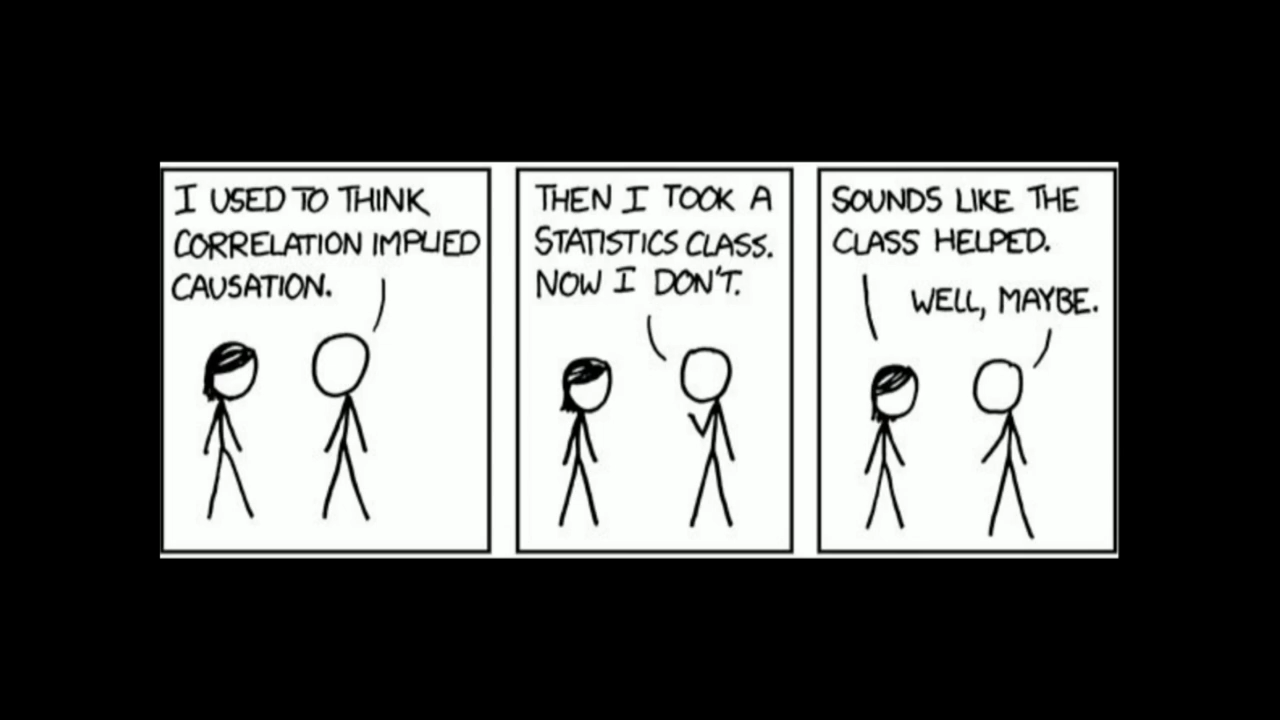 I USED TO THINK
CORRELATION IMPLIED
CAUSATION.
THEN I TOOK A
STATISTICS CLASS.
NOW I DON'T.
SOUNDS LIKE THE
CLASS HELPED.
WELL, MAYBE.